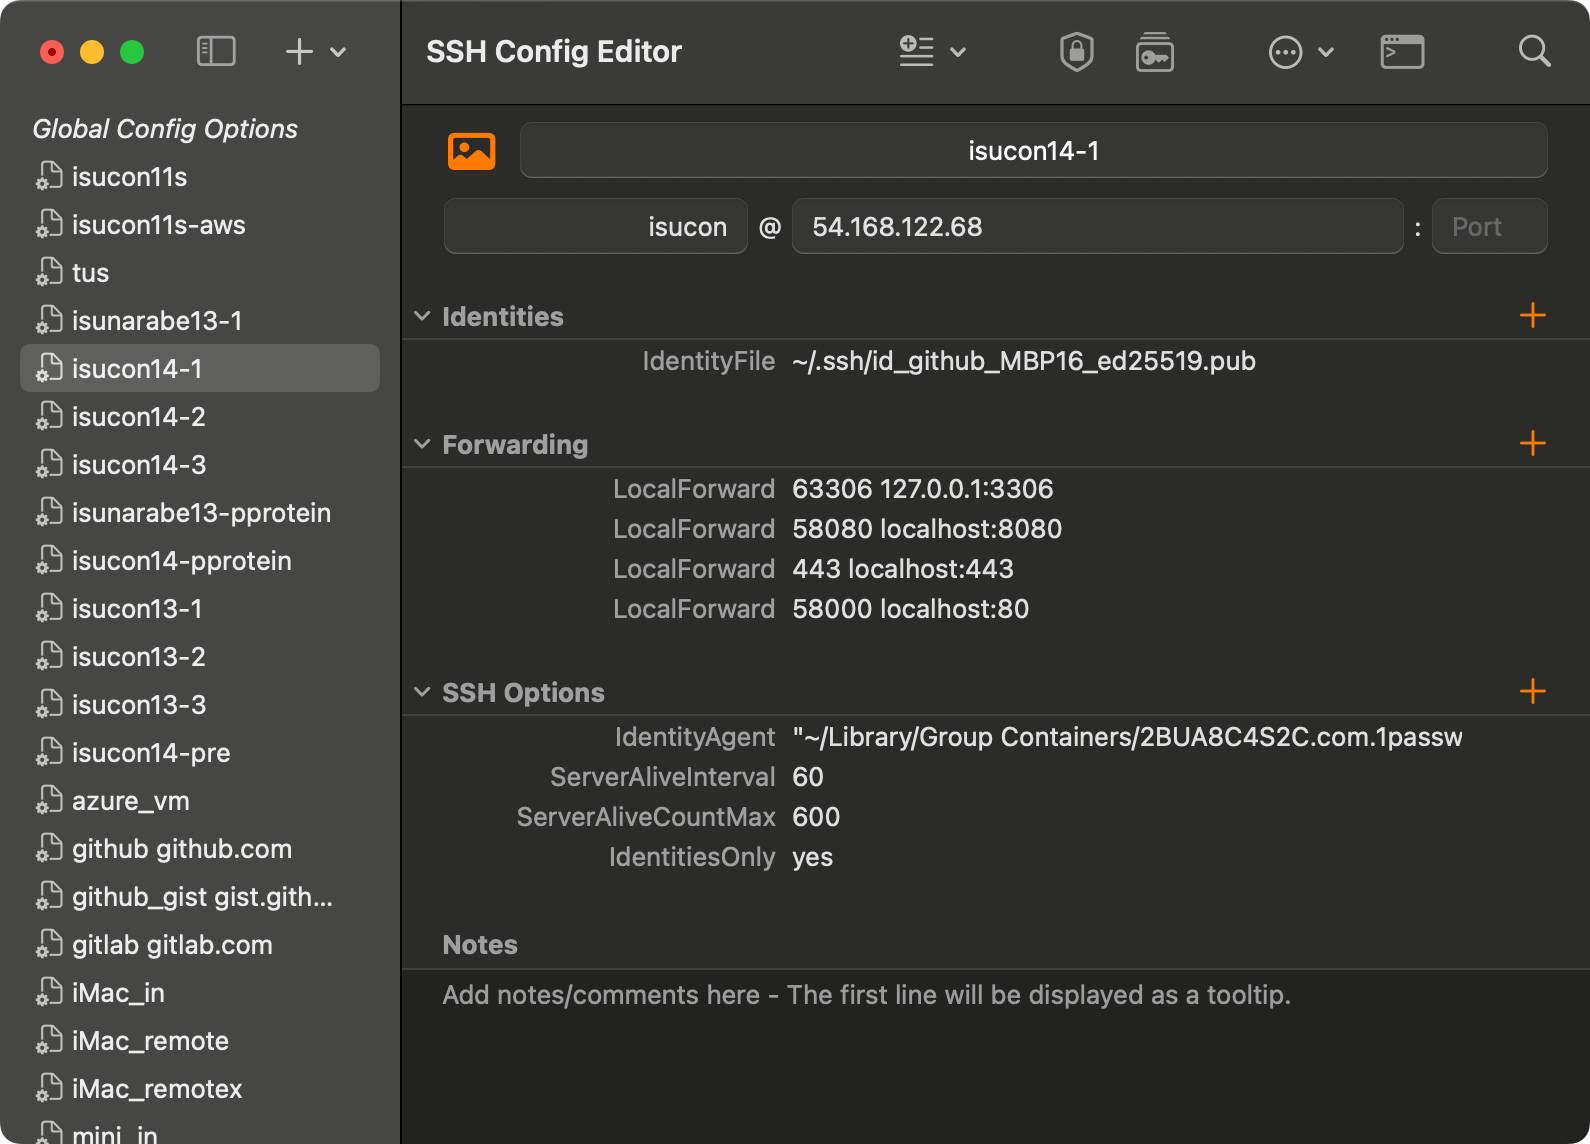 SSH Config Editor
Global Config Options
isucon11s
isucon11s-aws
tus
isunarabe13-1
isucon14-1
isucon14-2
isucon14-3
isunarabe13-pprotein
isucon14-pprotein
isucon13-1
isucon13-2
isucon13-3
isucon14-pre
azure_vm
github github.com
github_gist gist.gith...
gitlab gitlab.com
iMac_in
iMac_remote
iMac_remotex
mini_in
isucon14-1
isucon @ 54.168.122.68 : Port
Identities
IdentityFile ~/.ssh/id_github_MBP16_ed25519.pub
Forwarding
LocalForward 63306 127.0.0.1:3306
LocalForward 58080 localhost:8080
LocalForward 443 localhost:443
LocalForward 58000 localhost:80
SSH Options
IdentityAgent "~/Library/Group Containers/2BUA8C4S2C.com.1passw
ServerAliveInterval 60
ServerAliveCountMax 600
IdentitiesOnly yes
Notes
Add notes/comments here - The first line will be displayed as a tooltip.